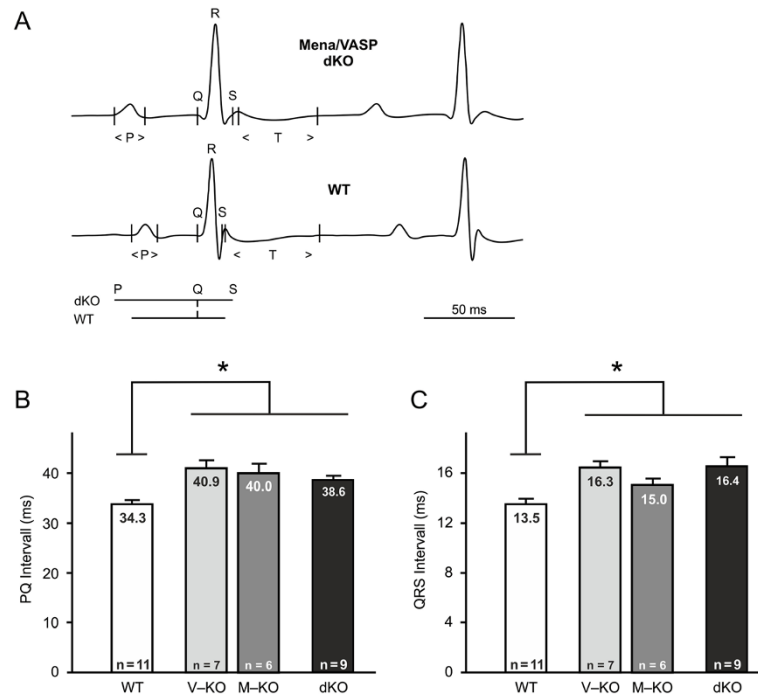 A
R
Mena/VASP
dKO
Q
S
< P >
<
T
>
R
WT
Q
S
< P >
<
T
>
P
Q
S
dKO
WT
50 ms
B
*
PQ Intervall (ms)
40
30
20
10
0
34.3
40.9
40.0
38.6
n = 11
n = 7
n = 6
n = 9
WT
V–KO
M–KO
dKO
C
*
QRS Intervall (ms)
16
12
8
4
0
13.5
16.3
15.0
16.4
n = 11
n = 7
n = 6
n = 9
WT
V–KO
M–KO
dKO